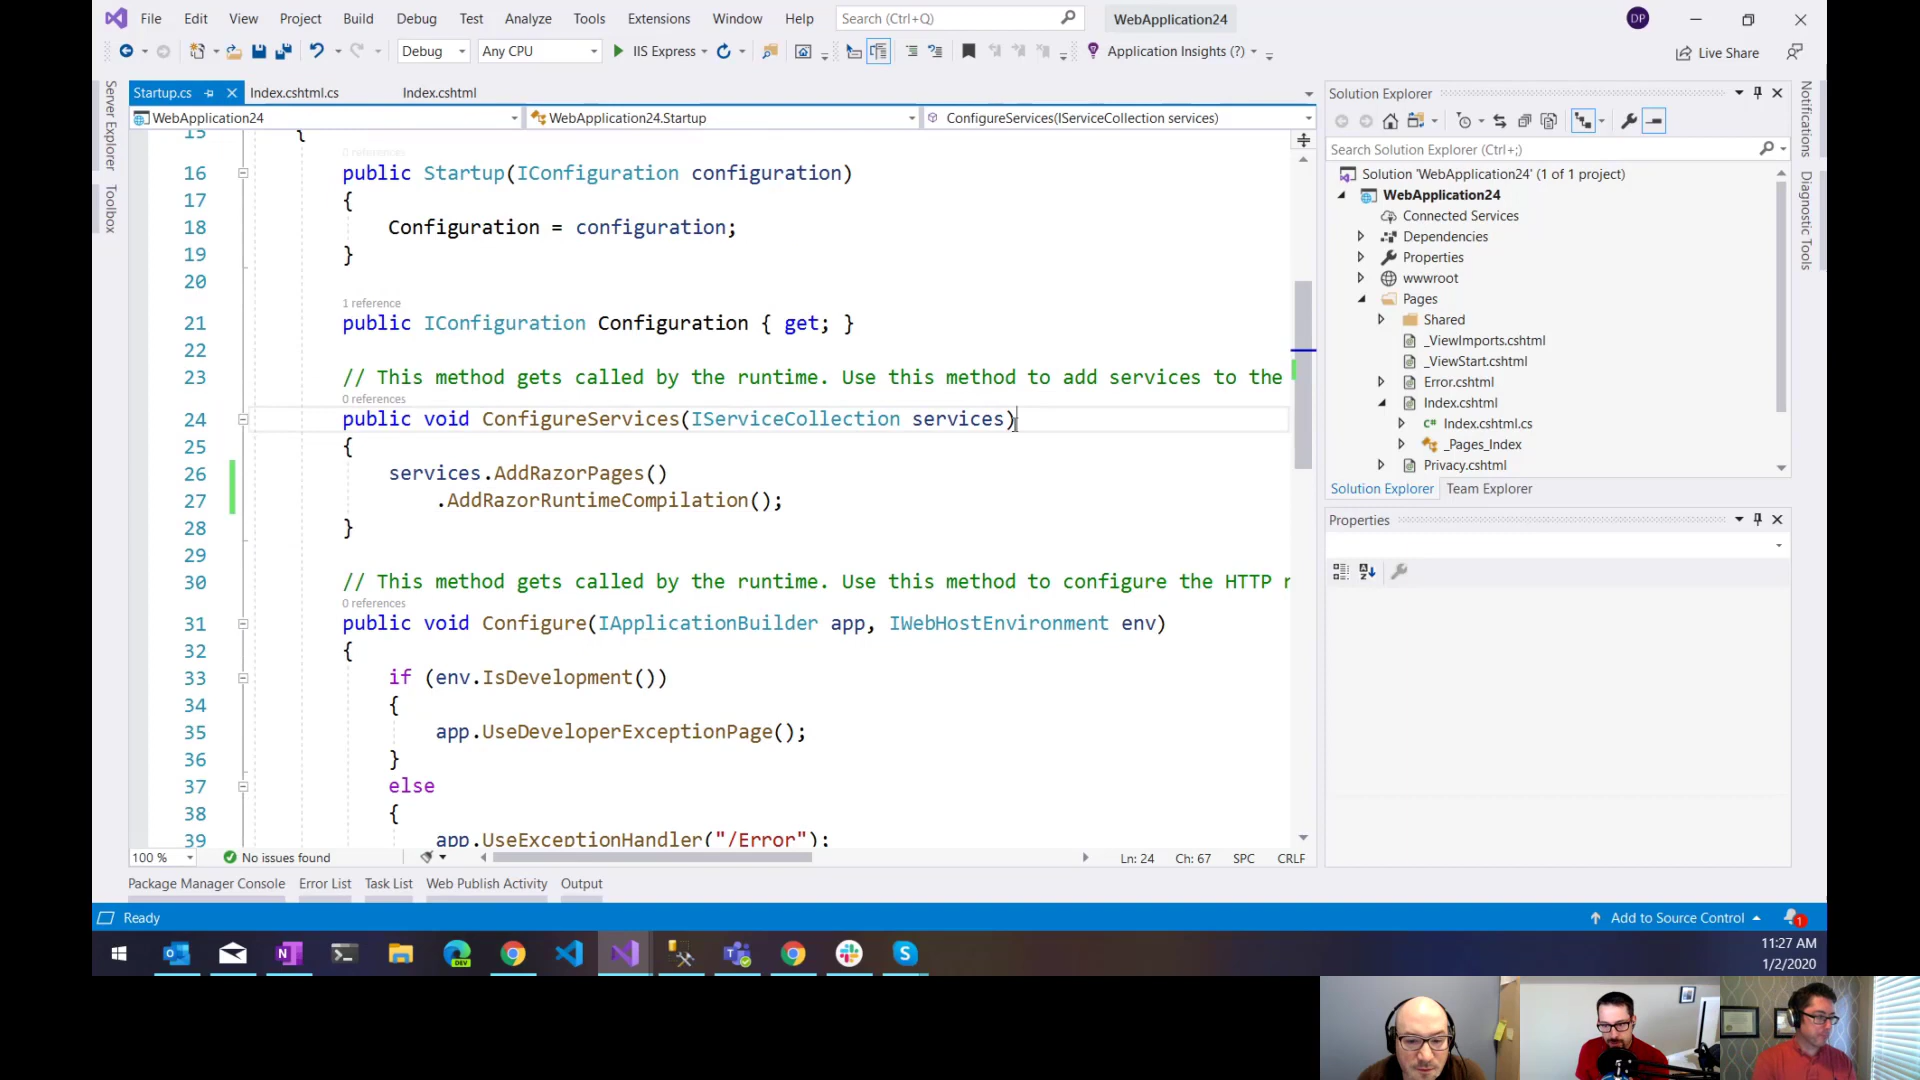 File Edit View Project Build Debug Test Analyze Tools Extensions Window Help Search (Ctrl+Q) WebApplication24 DP
Debug Any CPU IIS Express Application Insights (?) Live Share
Server Explorer
Toolbox
Startup.cs Index.cshtml.cs Index.cshtml
WebApplication24 WebApplication24.Startup ConfigureServices(IServiceCollection services)
15 {
0 references
16 public Startup(IConfiguration configuration)
17 {
18 Configuration = configuration;
19 }
20
1 reference
21 public IConfiguration Configuration { get; }
22
23 // This method gets called by the runtime. Use this method to add services to the
0 references
24 public void ConfigureServices(IServiceCollection services)
25 {
26 services.AddRazorPages()
27 .AddRazorRuntimeCompilation();
28 }
29
30 // This method gets called by the runtime. Use this method to configure the HTTP r
0 references
31 public void Configure(IApplicationBuilder app, IWebHostEnvironment env)
32 {
33 if (env.IsDevelopment())
34 {
35 app.UseDeveloperExceptionPage();
36 }
37 else
38 {
39 app.UseExceptionHandler("/Error");
100 % No issues found Ln: 24 Ch: 67 SPC CRLF
Package Manager Console Error List Task List Web Publish Activity Output
Solution Explorer
Search Solution Explorer (Ctrl+;)
Solution 'WebApplication24' (1 of 1 project)
WebApplication24
Connected Services
Dependencies
Properties
wwwroot
Pages
Shared
_ViewImports.cshtml
_ViewStart.cshtml
Error.cshtml
Index.cshtml
C# Index.cshtml.cs
_Pages_Index
Privacy.cshtml
Solution Explorer Team Explorer
Properties
Notifications
Diagnostic Tools
Ready Add to Source Control 1
11:27 AM
1/2/2020